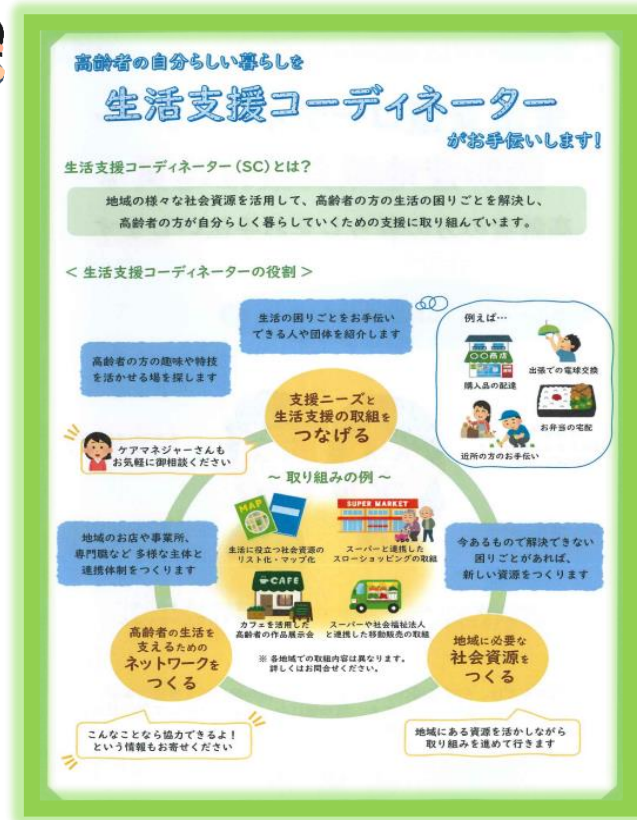 高齢者の自分らしい暮らしを
生活支援コーディネーター
がお手伝いします!
生活支援コーディネーター(SC)とは?
地域の様々な社会資源を活用して、高齢者の方の生活の困りごとを解決し、
高齢者の方が自分らしく暮らしていくための支援に取り組んでいます。
<生活支援コーディネーターの役割>
生活の困りごとをお手伝い
できる人や団体を紹介します
例えば…
〇〇商店
購入品の配達
出張での電球交換
お弁当の宅配
近所の方のお手伝い
高齢者の方の趣味や特技
を活かせる場を探します
支援ニーズと
生活支援の取組を
つなげる
ケアマネジャーさんも
お気軽に御相談ください
~ 取り組みの例 ~
MAP
生活に役立つ社会資源の
リスト化・マップ化
SUPER MARKET
スーパーと連携した
スローショッピングの取組
CAFE
カフェを活用した
高齢者の作品展示会
スーパーや社会福祉法人
と連携した移動販売の取組
※ 各地域での取組内容は異なります。
詳しくはお問合せください。
地域のお店や事業所、
専門職など 多様な主体と
連携体制をつくります
高齢者の生活を
支えるための
ネットワークを
つくる
こんなことなら協力できるよ!
という情報もお寄せください
今あるもので解決できない
困りごとがあれば、
新しい資源をつくります
地域に必要な
社会資源を
つくる
地域にある資源を活かしながら
取り組みを進めて行きます